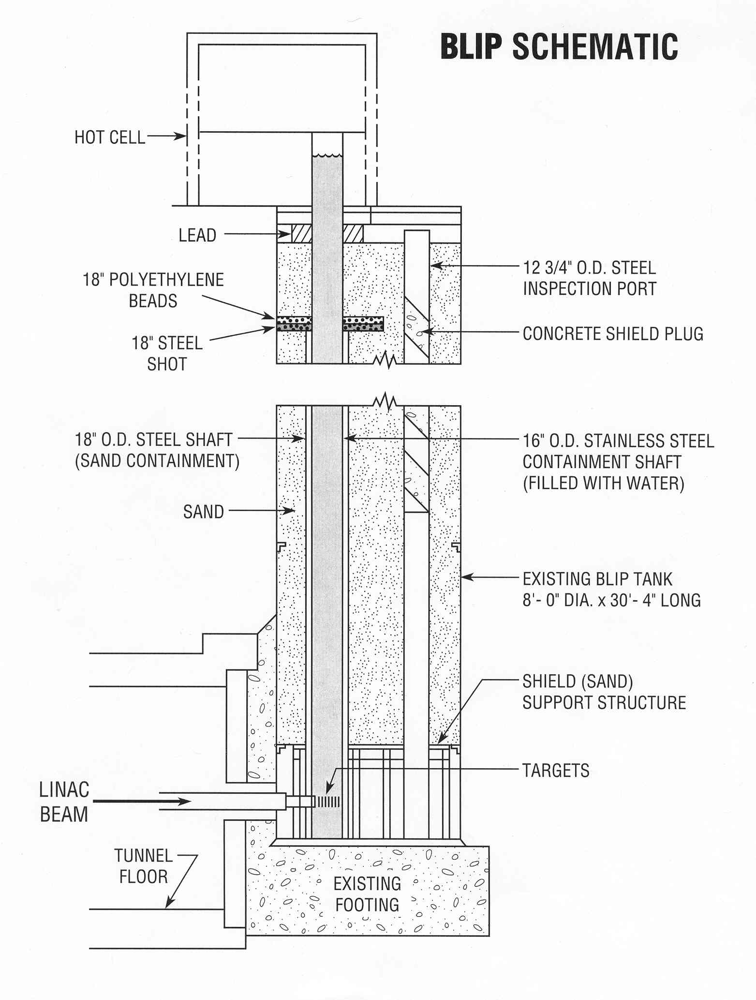 BLIP SCHEMATIC
HOT CELL
LEAD
18" POLYETHYLENE
BEADS
18" STEEL
SHOT
12 3/4" O.D. STEEL
INSPECTION PORT
CONCRETE SHIELD PLUG
18" O.D. STEEL SHAFT
(SAND CONTAINMENT)
16" O.D. STAINLESS STEEL
CONTAINMENT SHAFT
(FILLED WITH WATER)
SAND
EXISTING BLIP TANK
8'- 0" DIA. x 30'- 4" LONG
SHIELD (SAND)
SUPPORT STRUCTURE
TARGETS
LINAC
BEAM
TUNNEL
FLOOR
EXISTING
FOOTING